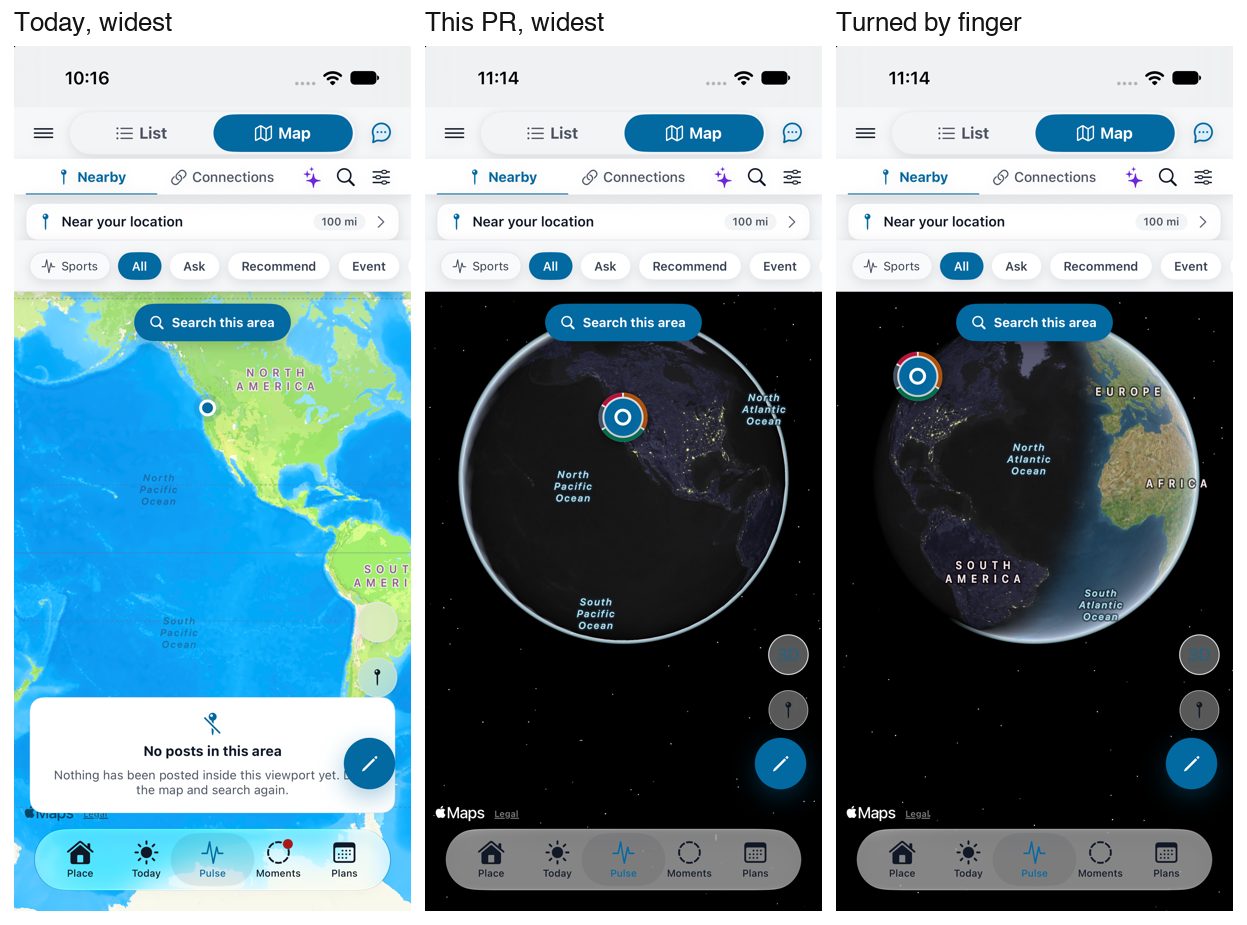 Today, widest
10:16
List
Map
Nearby
Connections
Near your location
100 mi
Sports
All
Ask
Recommend
Event
Search this area
NORTH
AMERICA
North
Pacific
Ocean
SOUT
AMERI
South
Pacific
Ocean
No posts in this area
Nothing has been posted inside this viewport yet.
the map and search again.
Maps
Legal
Place
Today
Pulse
Moments
Plans
This PR, widest
11:14
List
Map
Nearby
Connections
Near your location
100 mi
Sports
All
Ask
Recommend
Event
Search this area
North
Atlantic
Ocean
North
Pacific
Ocean
South
Pacific
Ocean
3D
Maps
Legal
Place
Today
Pulse
Moments
Plans
Turned by finger
11:14
List
Map
Nearby
Connections
Near your location
100 mi
Sports
All
Ask
Recommend
Event
Search this area
EUROPE
North
Atlantic
Ocean
AFRICA
SOUTH
AMERICA
South
Atlantic
Ocean
3D
Maps
Legal
Place
Today
Pulse
Moments
Plans